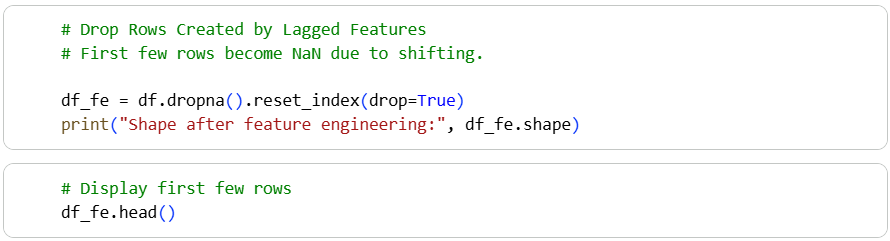 # Drop Rows Created by Lagged Features
# First few rows become NaN due to shifting.
df_fe = df.dropna().reset_index(drop=True)
print("Shape after feature engineering:", df_fe.shape)
# Display first few rows
df_fe.head()